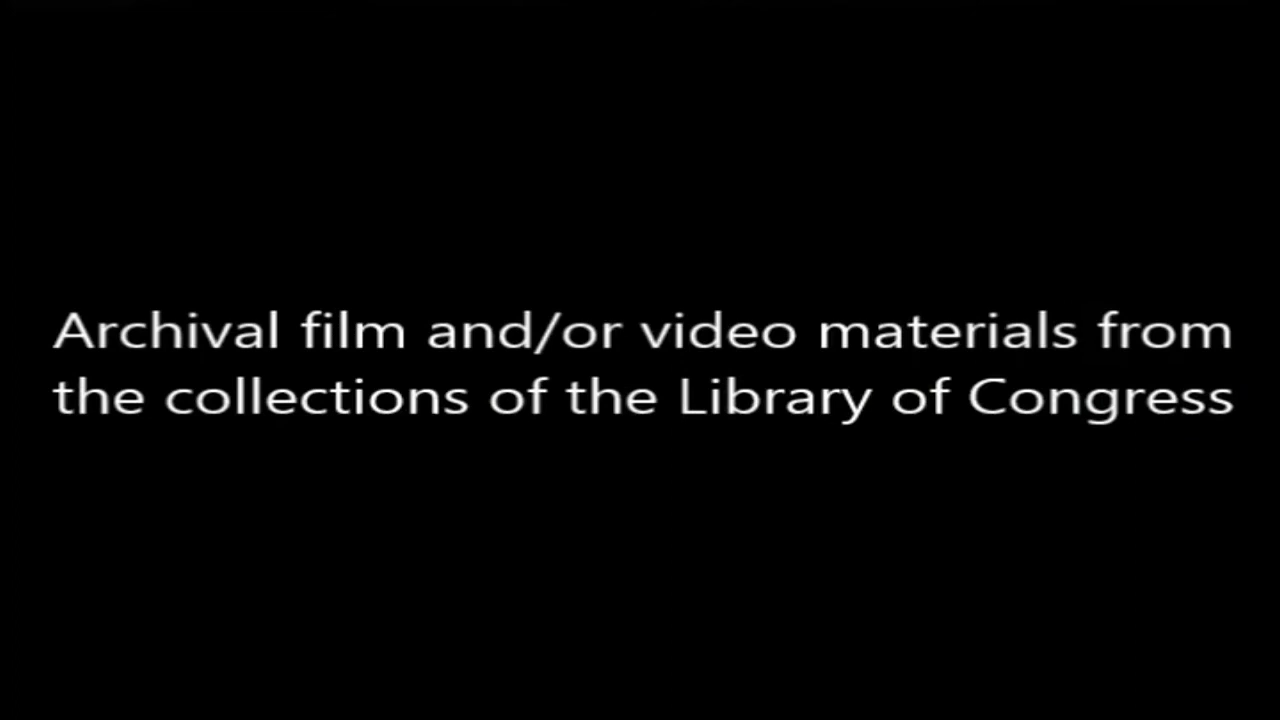 Archival film and/or video materials from
the collections of the Library of Congress